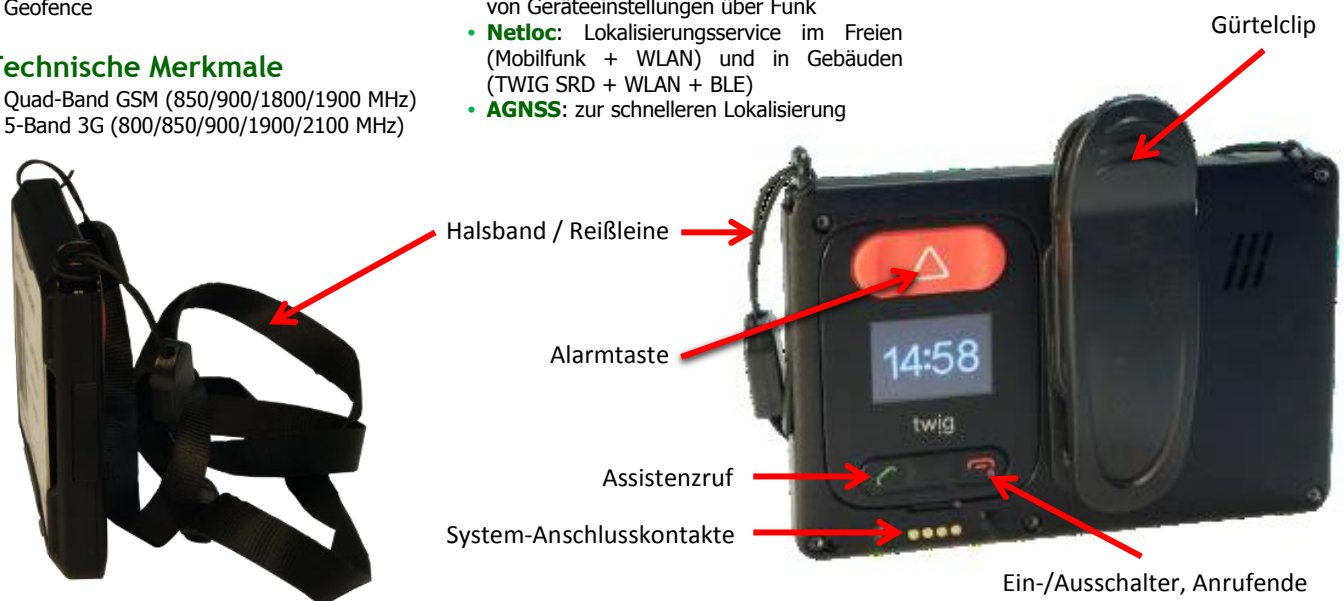 Geofence
Technische Merkmale
Quad-Band GSM (850/900/1800/1900 MHz)
5-Band 3G (800/850/900/1900/2100 MHz)
von Geräteeinstellungen über Funk
• Netloc: Lokalisierungsservice im Freien
(Mobilfunk + WLAN) und in Gebäuden
(TWIG SRD + WLAN + BLE)
• AGNSS: zur schnelleren Lokalisierung
Gürtelclip
Halsband / Reißleine
Alarmtaste
14:58
twig
Assistenzruf
System-Anschlusskontakte
Ein-/Ausschalter, Anrufende